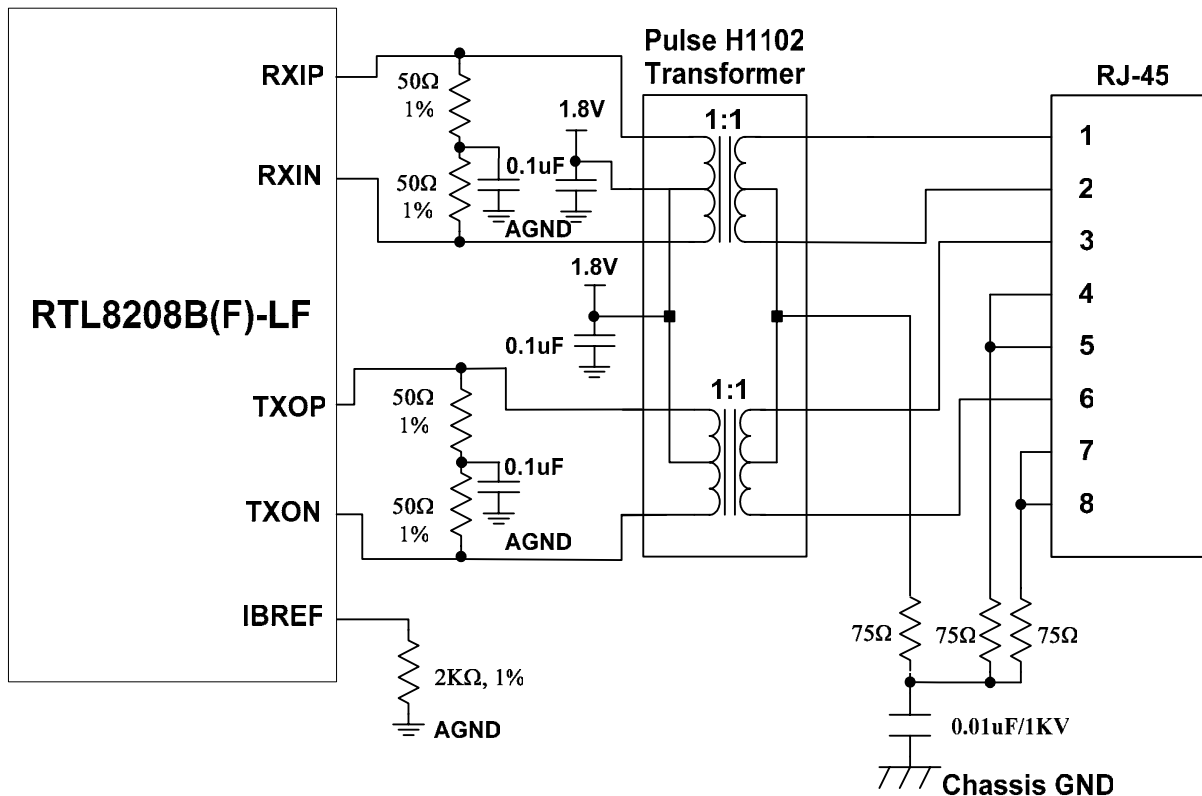 Pulse H1102
Transformer
RJ-45
RXIP
50Ω
1%
1.8V
1:1
1
0.1uF
RXIN
50Ω
1%
2
AGND
3
1.8V
4
RTL8208B(F)-LF
0.1uF
5
1:1
6
TXOP
50Ω
1%
7
0.1uF
TXON
50Ω
1%
8
AGND
IBREF
75Ω
75Ω
75Ω
2KΩ, 1%
AGND
0.01uF/1KV
Chassis GND